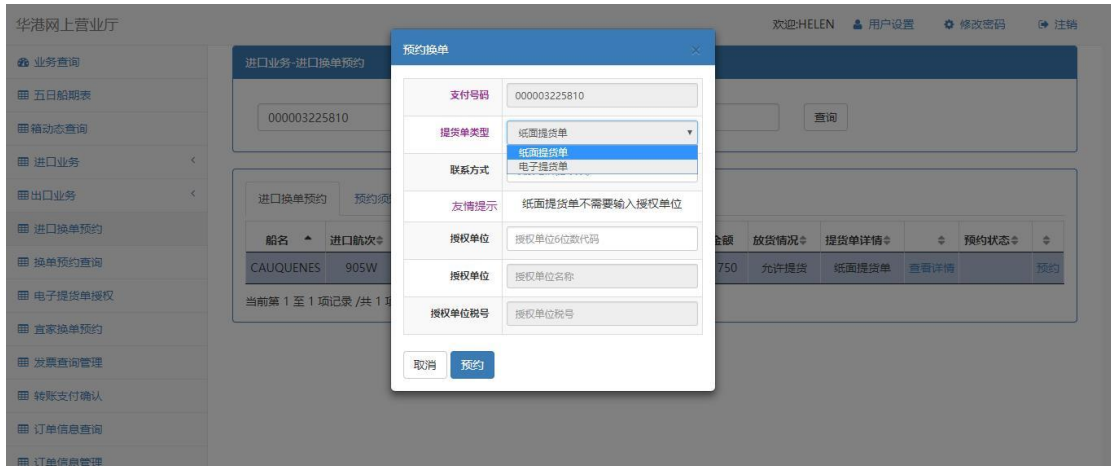 华港网上营业厅
欢迎:HELEN 用户设置 修改密码 注销
业务查询
五日船期表
箱动态查询
进口业务
出口业务
进口换单预约
换单预约查询
电子提货单授权
宜家换单预约
发票查询管理
转账支付确认
订单信息查询
订单信息管理
进口业务-进口换单预约
000003225810
查询
进口换单预约 预约须
船名 进口航次 金额 放货情况 提货单详情 预约状态
CAUQUENES 905W 750 允许提货 纸面提货单 查看详情 预约
当前第 1 至 1 项记录 /共 1 项
预约换单
×
支付号码 000003225810
提货单类型 纸面提货单
纸面提货单
电子提货单
联系方式
友情提示 纸面提货单不需要输入授权单位
授权单位 授权单位6位数代码
授权单位 授权单位名称
授权单位税号 授权单位税号
取消 预约